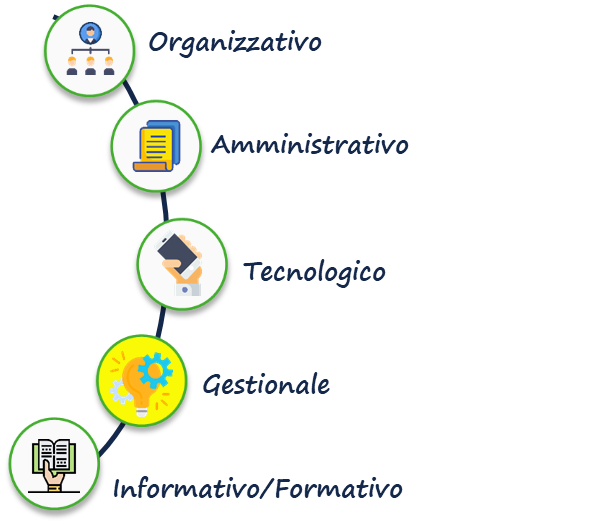 Organizzativo
Amministrativo
Tecnologico
Gestionale
Informativo/Formativo